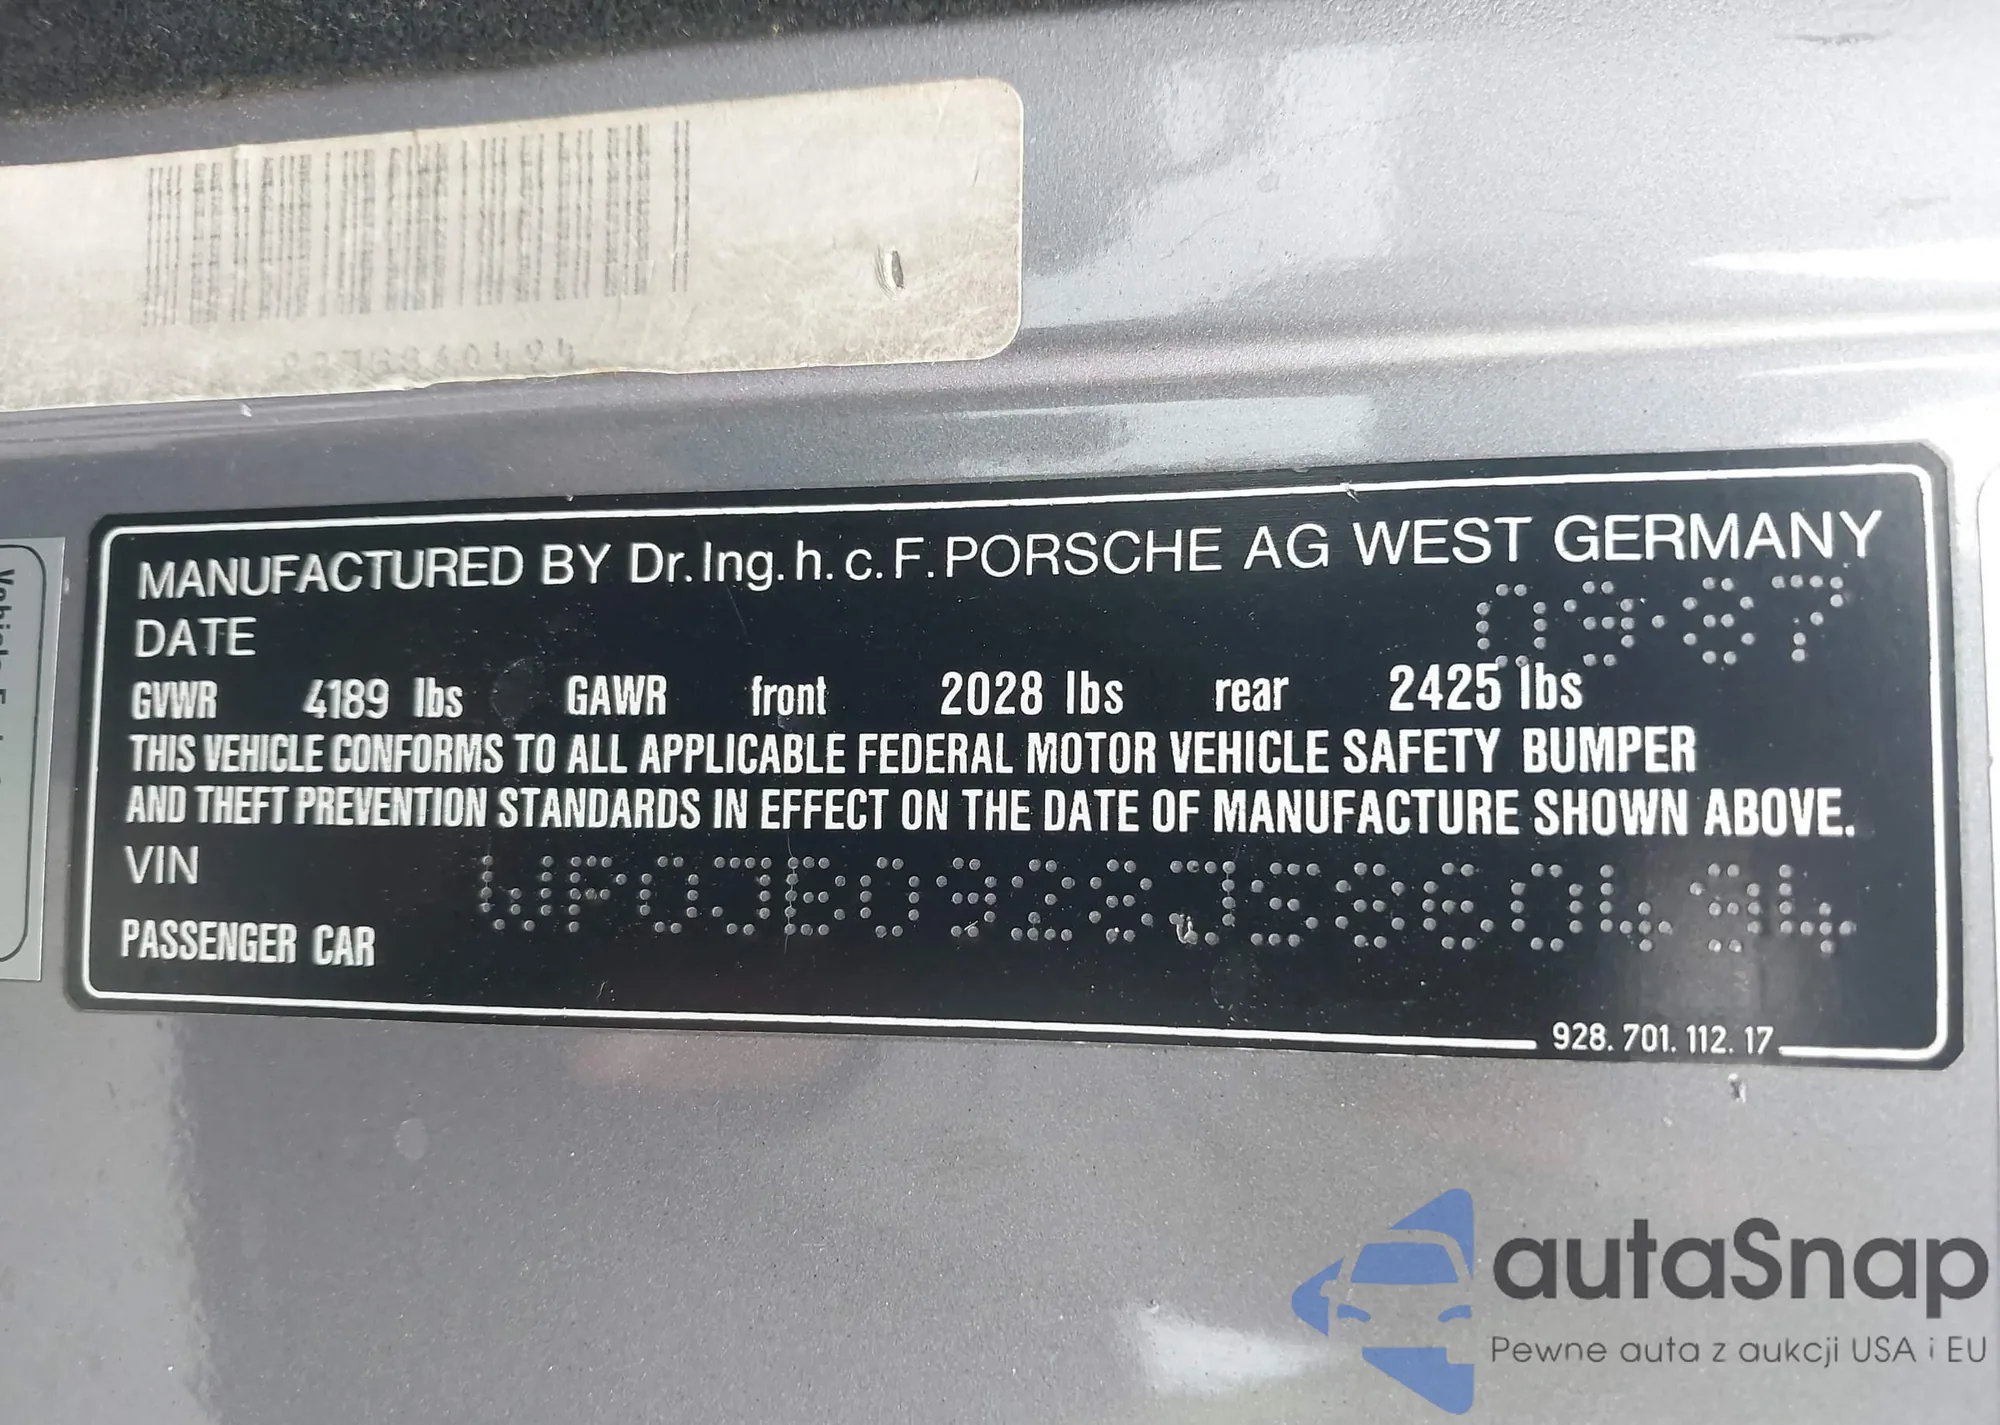 Vehicle
MANUFACTURED BY Dr.Ing.h.c.F.PORSCHE AG WEST GERMANY
DATE 09·87
GVWR 4189 lbs GAWR front 2028 lbs rear 2425 lbs
THIS VEHICLE CONFORMS TO ALL APPLICABLE FEDERAL MOTOR VEHICLE SAFETY BUMPER
AND THEFT PREVENTION STANDARDS IN EFFECT ON THE DATE OF MANUFACTURE SHOWN ABOVE.
VIN WP0JB0928JS860494
PASSENGER CAR
928.701.112.17
autaSnap
Pewne auta z aukcji USA i EU